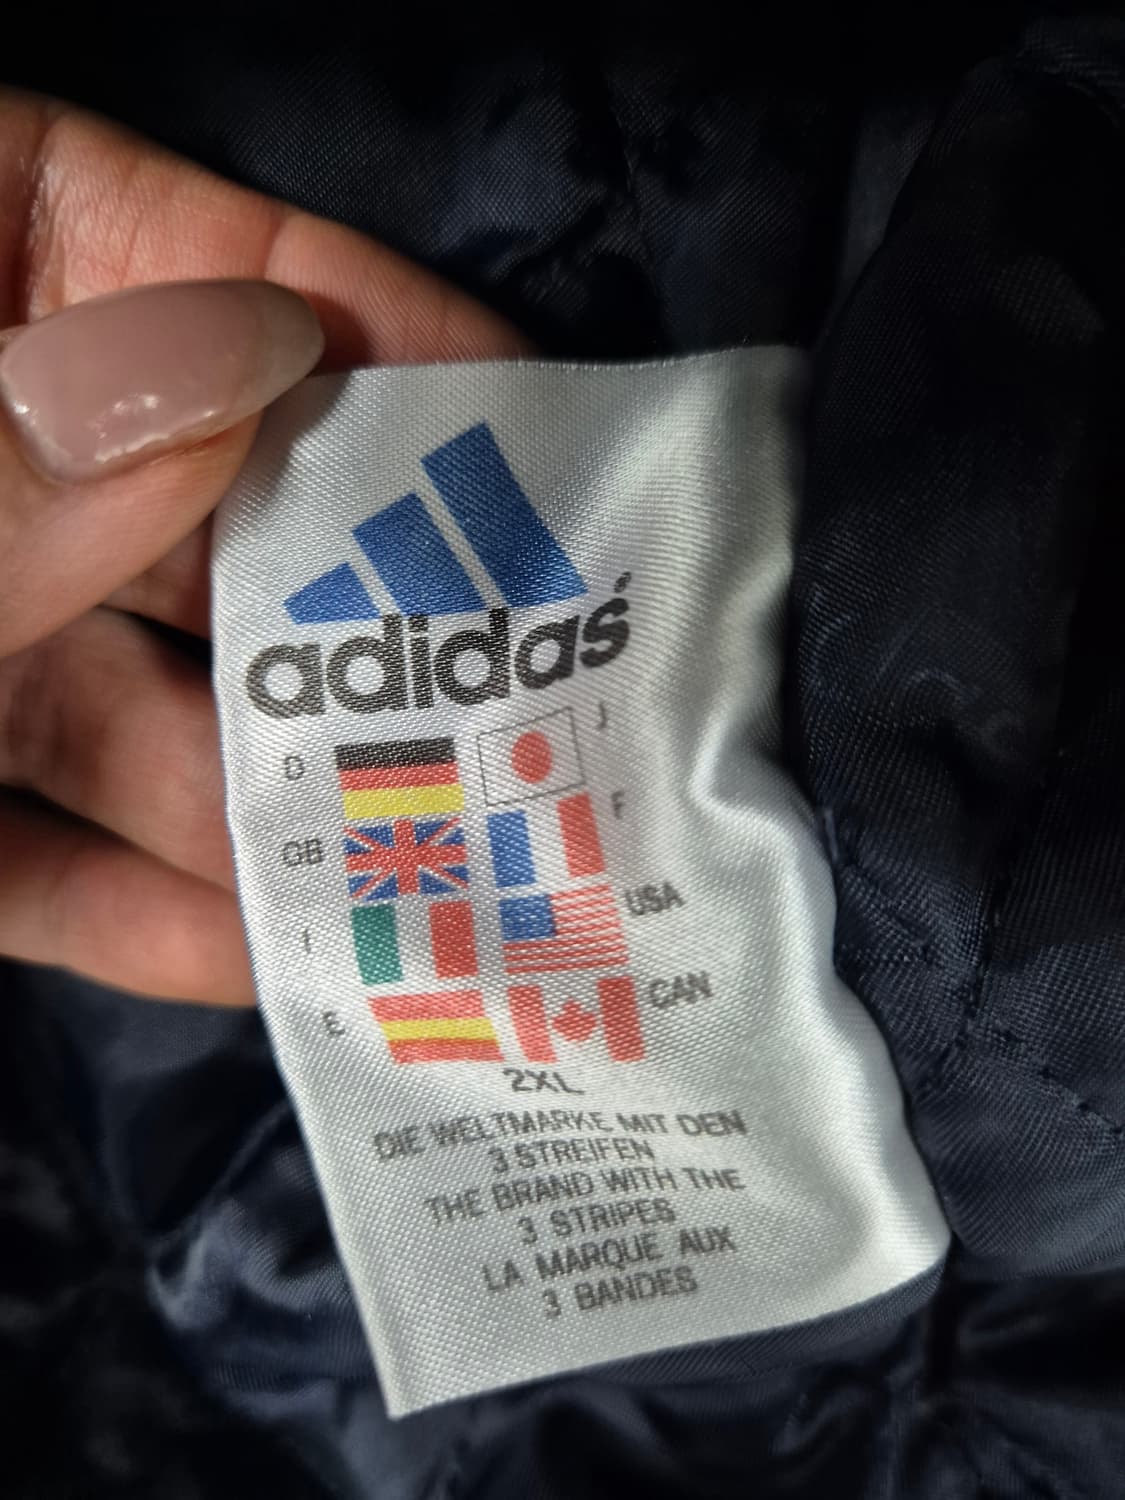 adidas
D
J
GB
F
I
USA
E
CAN
2XL
DIE WELTMARKE MIT DEN
3 STREIFEN
THE BRAND WITH THE
3 STRIPES
LA MARQUE AUX
3 BANDES